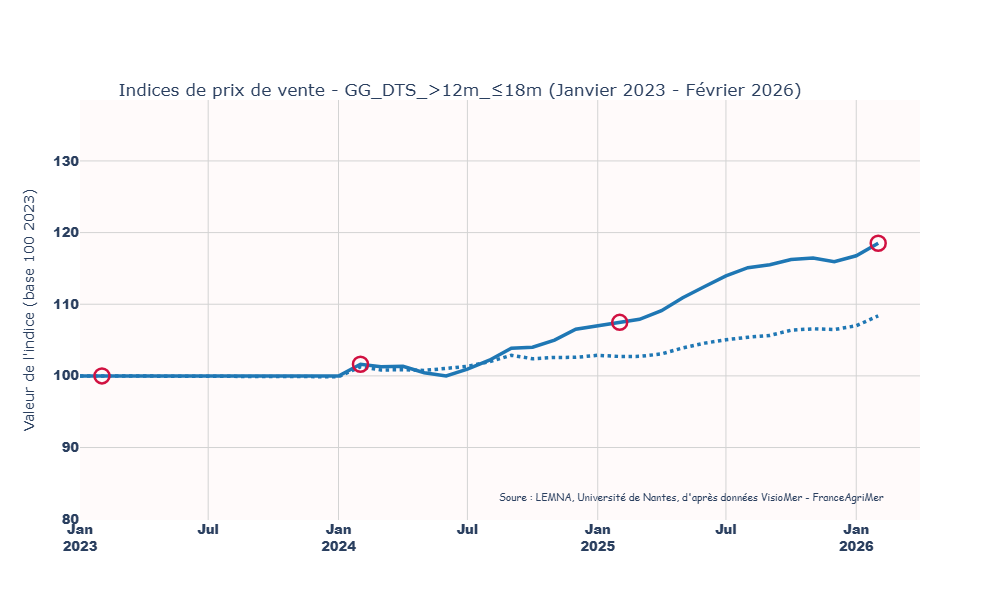 Indices de prix de vente - GG_DTS_>12m_≤18m (Janvier 2023 - Février 2026)
Valeur de l'indice (base 100 2023)
130
120
110
100
90
80
Soure : LEMNA, Université de Nantes, d'après données VisioMer - FranceAgriMer
Jan
2023
Jul
Jan
2024
Jul
Jan
2025
Jul
Jan
2026